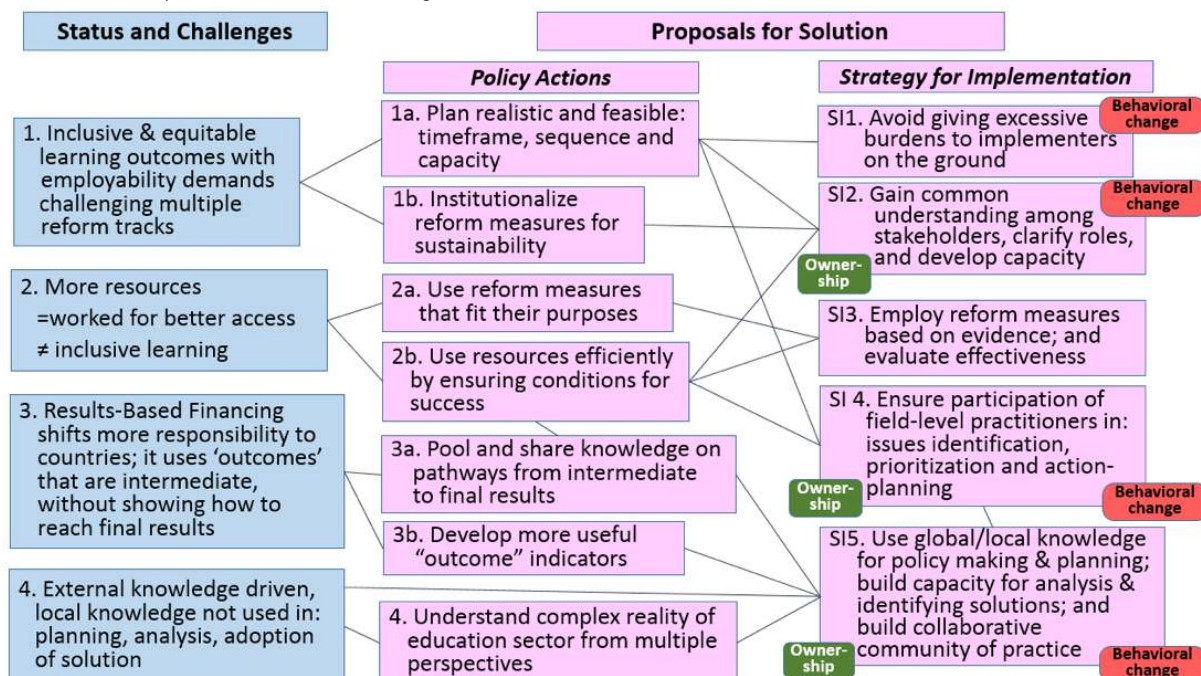 Status and Challenges
Proposals for Solution
Policy Actions
Strategy for Implementation
1. Inclusive & equitable
learning outcomes with
employability demands
challenging multiple
reform tracks
2. More resources
=worked for better access
≠ inclusive learning
3. Results-Based Financing
shifts more responsibility to
countries; it uses ‘outcomes’
that are intermediate,
without showing how to
reach final results
4. External knowledge driven,
local knowledge not used in:
planning, analysis, adoption
of solution
1a. Plan realistic and feasible:
timeframe, sequence and
capacity
1b. Institutionalize
reform measures for
sustainability
2a. Use reform measures
that fit their purposes
2b. Use resources efficiently
by ensuring conditions for
success
3a. Pool and share knowledge on
pathways from intermediate
to final results
3b. Develop more useful
“outcome” indicators
4. Understand complex reality of
education sector from multiple
perspectives
SI1. Avoid giving excessive
burdens to implementers
on the ground
Behavioral
change
SI2. Gain common
understanding among
stakeholders, clarify roles,
and develop capacity
Behavioral
change
Owner-
ship
SI3. Employ reform measures
based on evidence; and
evaluate effectiveness
SI 4. Ensure participation of
field-level practitioners in:
issues identification,
prioritization and action-
planning
Owner-
ship
Behavioral
change
SI5. Use global/local knowledge
for policy making & planning;
build capacity for analysis &
identifying solutions; and
build collaborative
community of practice
Owner-
ship
Behavioral
change